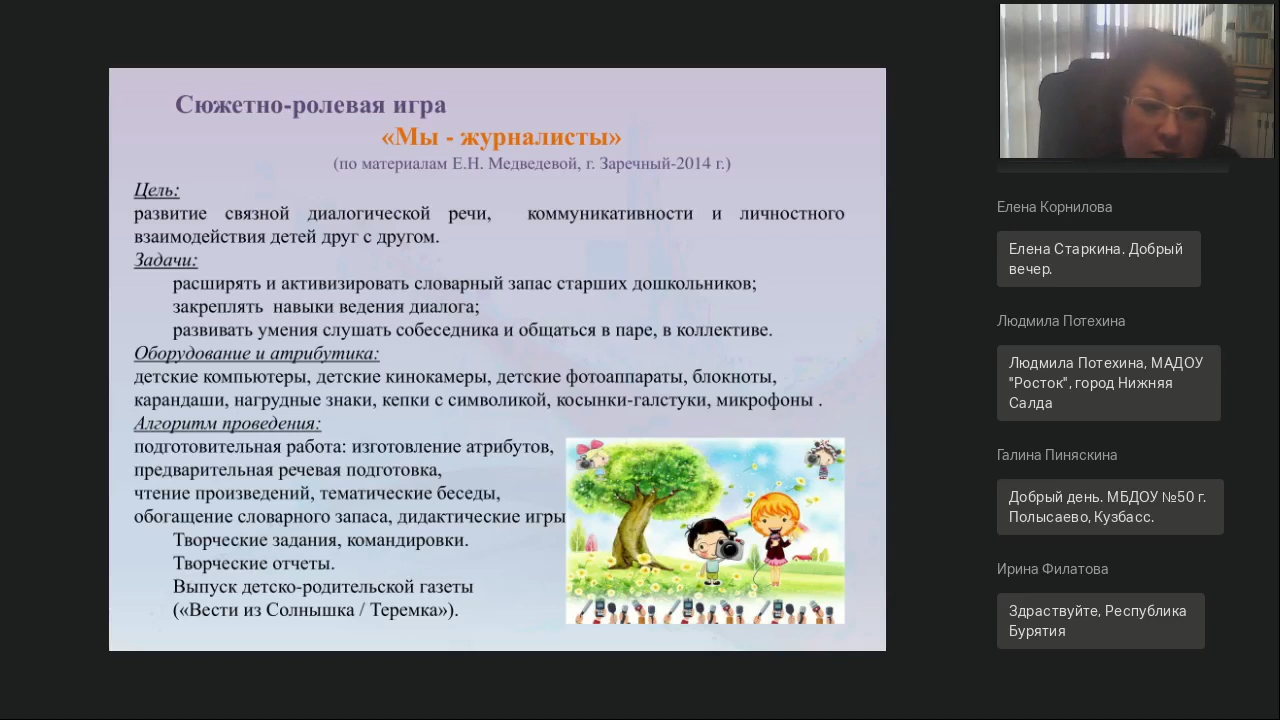 Сюжетно-ролевая игра
«Мы - журналисты»
(по материалам Е.Н. Медведевой, г. Заречный-2014 г.)
Цель:
развитие связной диалогической речи, коммуникативности и личностного
взаимодействия детей друг с другом.
Задачи:
расширять и активизировать словарный запас старших дошкольников;
закреплять навыки ведения диалога;
развивать умения слушать собеседника и общаться в паре, в коллективе.
Оборудование и атрибутика:
детские компьютеры, детские кинокамеры, детские фотоаппараты, блокноты,
карандаши, нагрудные знаки, кепки с символикой, косынки-галстуки, микрофоны .
Алгоритм проведения:
подготовительная работа: изготовление атрибутов,
предварительная речевая подготовка,
чтение произведений, тематические беседы,
обогащение словарного запаса, дидактические игры
Творческие задания, командировки.
Творческие отчеты.
Выпуск детско-родительской газеты
(«Вести из Солнышка / Теремка»).
Елена Корнилова
Елена Старкина. Добрый
вечер.
Людмила Потехина
Людмила Потехина, МАДОУ
"Росток", город Нижняя
Салда
Галина Пиняскина
Добрый день. МБДОУ №50 г.
Полысаево, Кузбасс.
Ирина Филатова
Здраствуйте, Республика
Бурятия